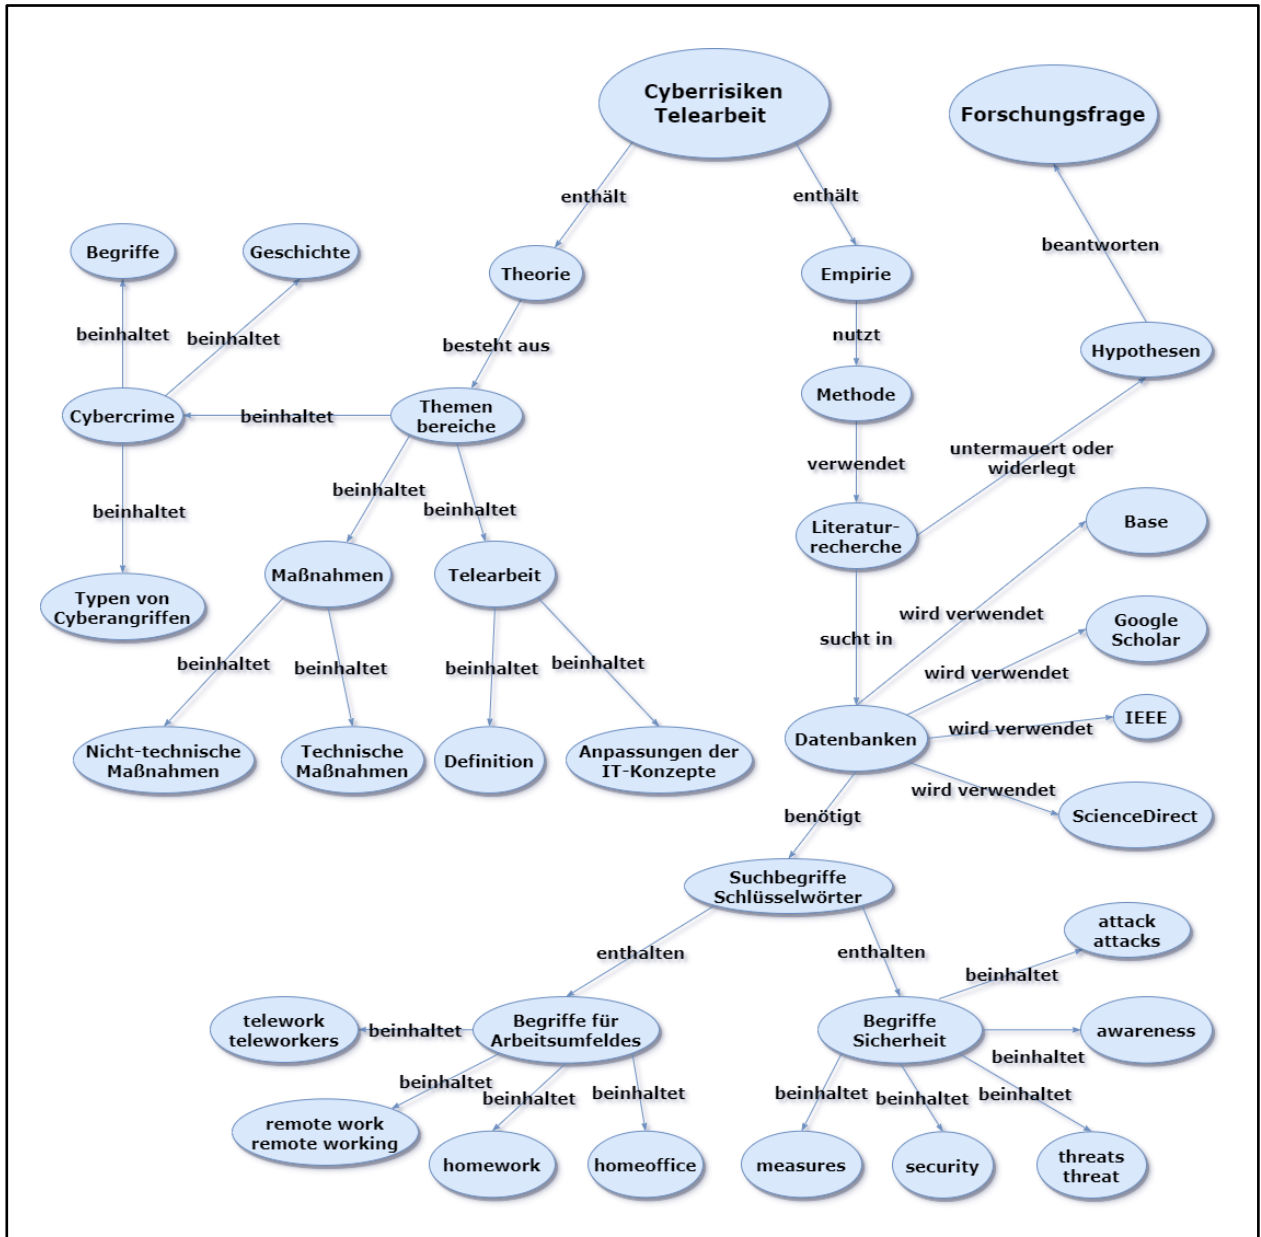 Cyberrisiken
Telearbeit
Forschungsfrage
enthält
enthält
Begriffe
Geschichte
beantworten
Theorie
Empirie
beinhaltet
beinhaltet
besteht aus
nutzt
Hypothesen
Methode
Cybercrime
beinhaltet
Themen
bereiche
untermauert oder
widerlegt
verwendet
beinhaltet
beinhaltet
beinhaltet
Literatur-
recherche
Base
Maßnahmen
Telearbeit
Typen von
Cyberangriffen
wird verwendet
Google
Scholar
sucht in
beinhaltet
beinhaltet
beinhaltet
beinhaltet
wird verwendet
IEEE
wird verwendet
Datenbanken
Nicht-technische
Maßnahmen
Technische
Maßnahmen
Definition
Anpassungen der
IT-Konzepte
wird verwendet
ScienceDirect
benötigt
Suchbegriffe
Schlüsselwörter
attack
attacks
enthalten
enthalten
beinhaltet
telework
teleworkers
beinhaltet
Begriffe für
Arbeitsumfeldes
Begriffe
Sicherheit
awareness
beinhaltet
beinhaltet
beinhaltet
beinhaltet
beinhaltet
beinhaltet
beinhaltet
remote work
remote working
homework
homeoffice
measures
security
threats
threat